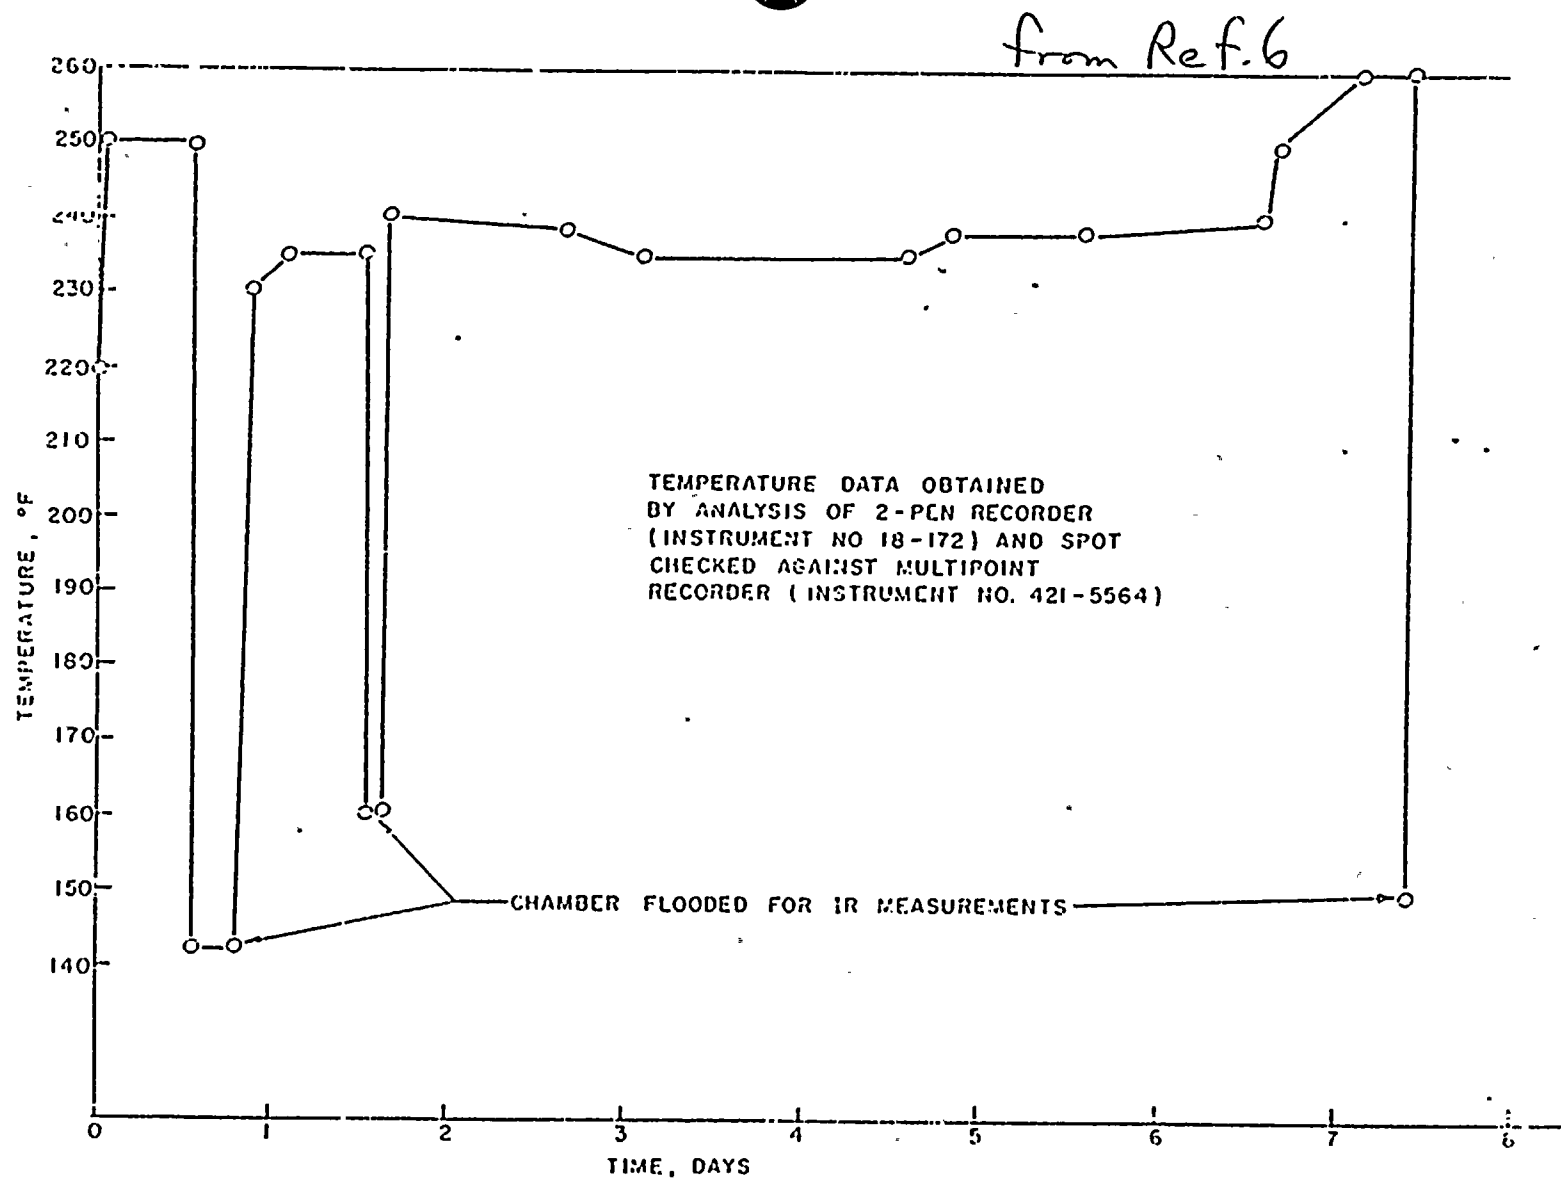 from Ref. 6
260
250
240
230
220
210
200
190
180
170
160
150
140
TEMPERATURE, °F
TEMPERATURE DATA OBTAINED
BY ANALYSIS OF 2-PEN RECORDER
(INSTRUMENT NO 18-172) AND SPOT
CHECKED AGAINST MULTIPOINT
RECORDER (INSTRUMENT NO. 421-5564)
CHAMBER FLOODED FOR IR MEASUREMENTS
0 1 2 3 4 5 6 7 8
TIME, DAYS